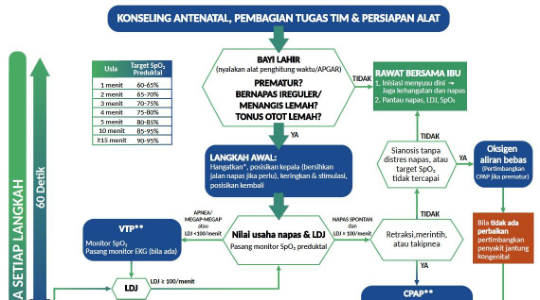 KONSELING ANTENATAL, PEMBAGIAN TUGAS TIM & PERSIAPAN ALAT
BAYI LAHIR
(nyalakan alat penghitung waktu/APGAR)
PREMATUR?
BERNAPAS IREGULER/
MENANGIS LEMAH?
TONUS OTOT LEMAH?
Usia
Target SpO₂
Preduktal
1 menit 60-65%
2 menit 65-70%
3 menit 70-75%
4 menit 75-80%
5 menit 80-85%
10 menit 85-95%
≥15 menit 90-95%
TIDAK
RAWAT BERSAMA IBU
1. Inisiasi menyusu dini →
Jaga kehangatan dan napas
2. Pantau napas, LDJ, SpO₂
YA
LANGKAH AWAL:
Hangatkan*, posisikan kepala (bersihkan
jalan napas jika perlu), keringkan & stimulasi,
posisikan kembali
TIDAK
Sianosis tanpa
distres napas, atau
target SpO₂
tidak tercapai
YA
Oksigen
aliran bebas
(Pertimbangkan
CPAP jika prematur)
A SETIAP LANGKAH
60 Detik
VTP**
Monitor SpO₂
Pasang monitor EKG (bila ada)
APNEA/
MEGAP-MEGAP
atau
LDJ <100/menit
Nilai usaha napas & LDJ
Pasang monitor SpO₂ preduktal
NAPAS SPONTAN
dan
LDJ ≥100/menit
TIDAK
Retraksi, merintih,
atau takipnea
Bila tidak ada
perbaikan
pertimbangkan
penyakit jantung
kongenital
LDJ
LDJ ≥ 100/menit
YA
CPAP**